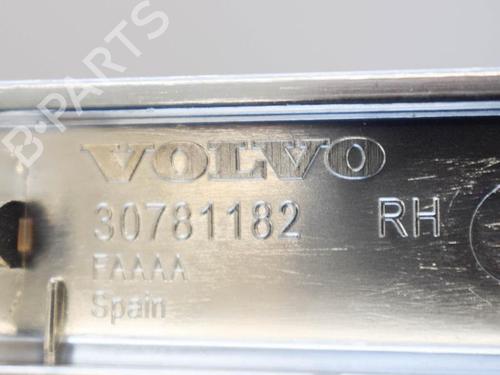 B-PARTS
VOLVO
30781182 RH
FAAAA
Spain